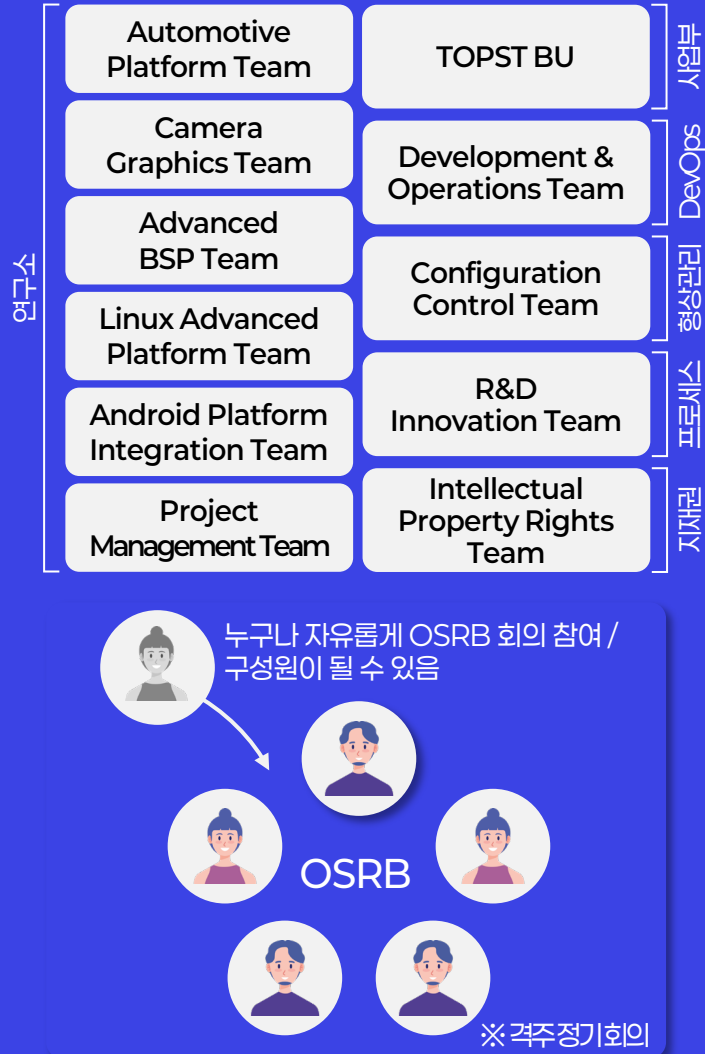 연구소
Automotive
Platform Team
Camera
Graphics Team
Advanced
BSP Team
Linux Advanced
Platform Team
Android Platform
Integration Team
Project
Management Team
TOPST BU
사업부
Development &
Operations Team
DevOps
Configuration
Control Team
형상관리
R&D
Innovation Team
프로세스
Intellectual
Property Rights
Team
지재권
누구나 자유롭게 OSRB 회의 참여 /
구성원이 될 수 있음
OSRB
※ 격주 정기회의